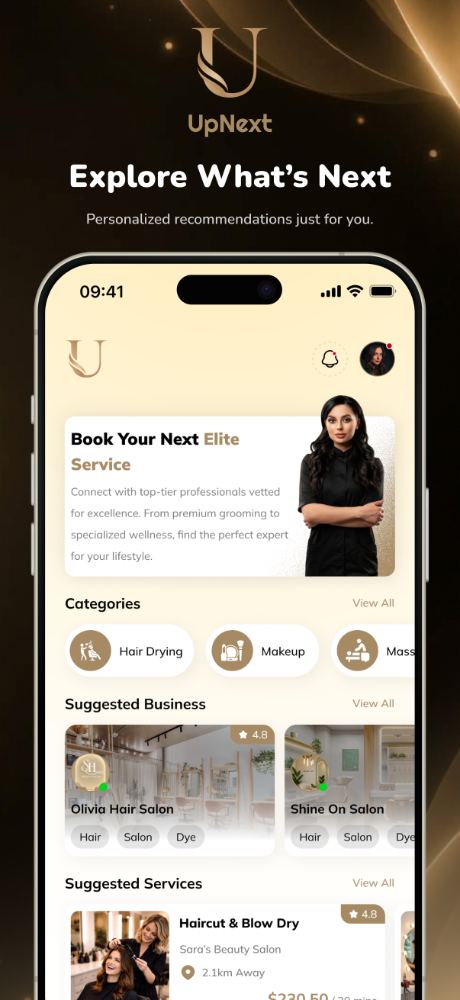 U
UpNext
Explore What's Next
Personalized recommendations just for you.
09:41
U
Book Your Next Elite
Service
Connect with top-tier professionals vetted
for excellence. From premium grooming to
specialized wellness, find the perfect expert
for your lifestyle.
Categories View All
Hair Drying Makeup Mass
Suggested Business View All
4.8
SH
Olivia Hair Salon Shine On Salon
Hair Salon Dye Hair Salon Dye
Suggested Services View All
4.8
Haircut & Blow Dry
Sara's Beauty Salon
2.1km Away
$230.50 / 30 mins